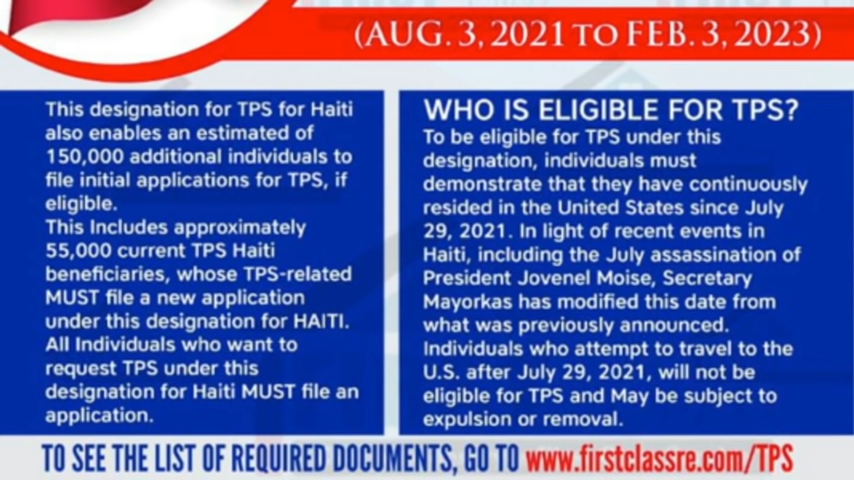 (AUG. 3, 2021 TO FEB. 3, 2023)
This designation for TPS for Haiti
also enables an estimated of
150,000 additional individuals to
file initial applications for TPS, if
eligible.
This Includes approximately
55,000 current TPS Haiti
beneficiaries, whose TPS-related
MUST file a new application
under this designation for HAITI.
All Individuals who want to
request TPS under this
designation for Haiti MUST file an
application.
WHO IS ELIGIBLE FOR TPS?
To be eligible for TPS under this
designation, individuals must
demonstrate that they have continuously
resided in the United States since July
29, 2021. In light of recent events in
Haiti, including the July assassination of
President Jovenel Moise, Secretary
Mayorkas has modified this date from
what was previously announced.
Individuals who attempt to travel to the
U.S. after July 29, 2021, will not be
eligible for TPS and May be subject to
expulsion or removal.
TO SEE THE LIST OF REQUIRED DOCUMENTS, GO TO www.firstclassre.com/TPS